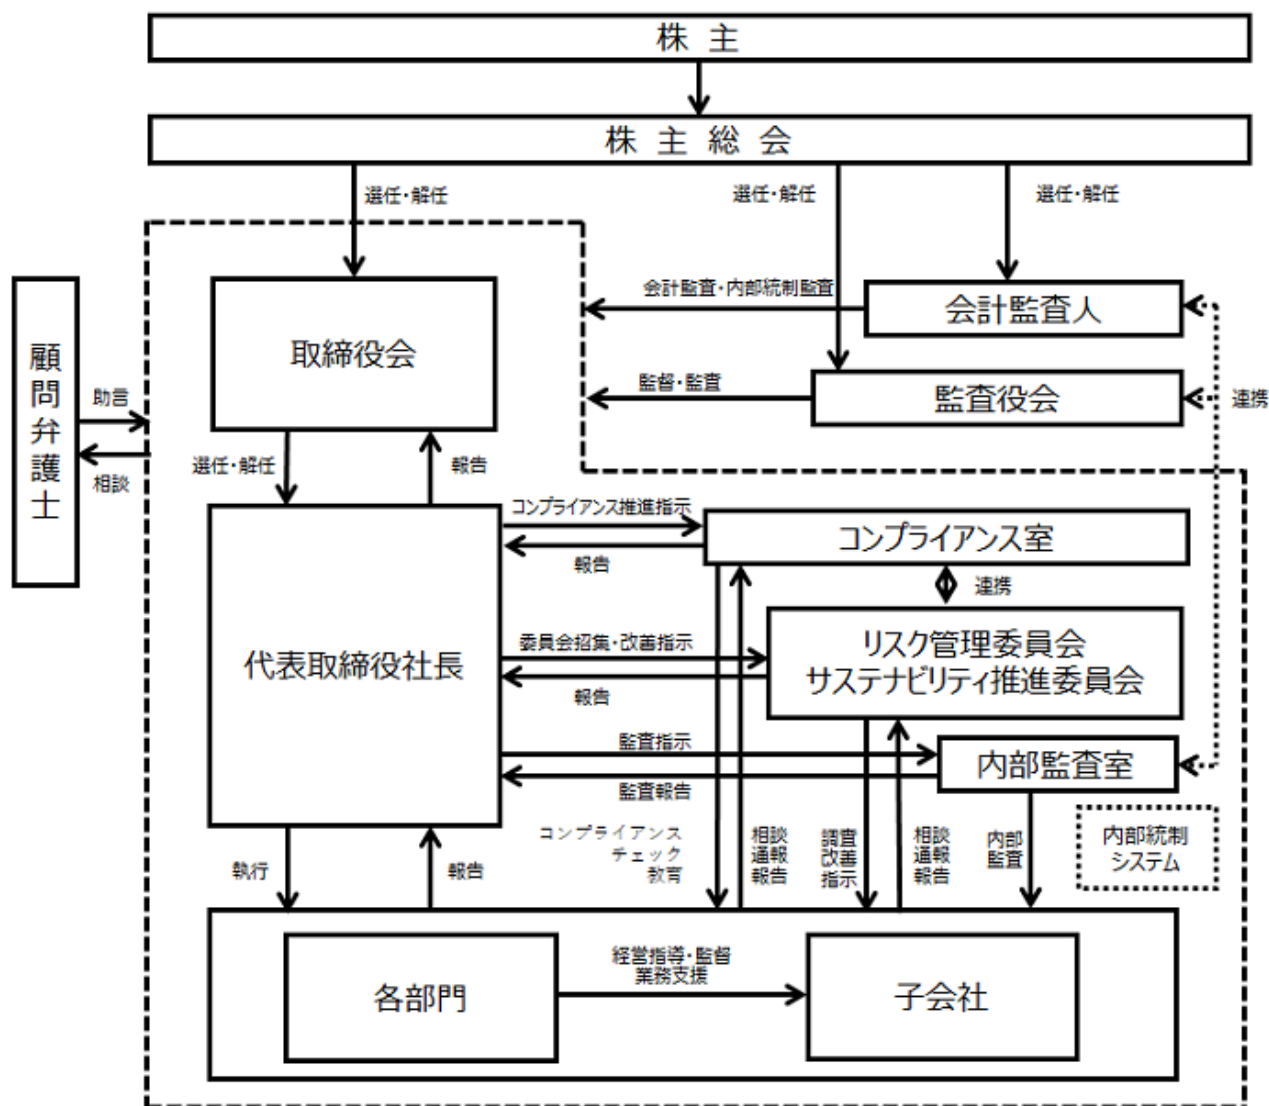 株 主
株 主 総 会
選任・解任
選任・解任
選任・解任
会計監査・内部統制監査
会計監査人
取締役会
顧問弁護士
助言
相談
監督・監査
監査役会
連携
選任・解任
報告
コンプライアンス推進指示
報告
コンプライアンス室
連携
代表取締役社長
委員会招集・改善指示
報告
リスク管理委員会
サステナビリティ推進委員会
監査指示
監査報告
内部監査室
内部統制
システム
執行
報告
コンプライアンス
チェック
教育
相談
通報
報告
調査
改善
指示
相談
通報
報告
内部
監査
各部門
経営指導・監督
業務支援
子会社